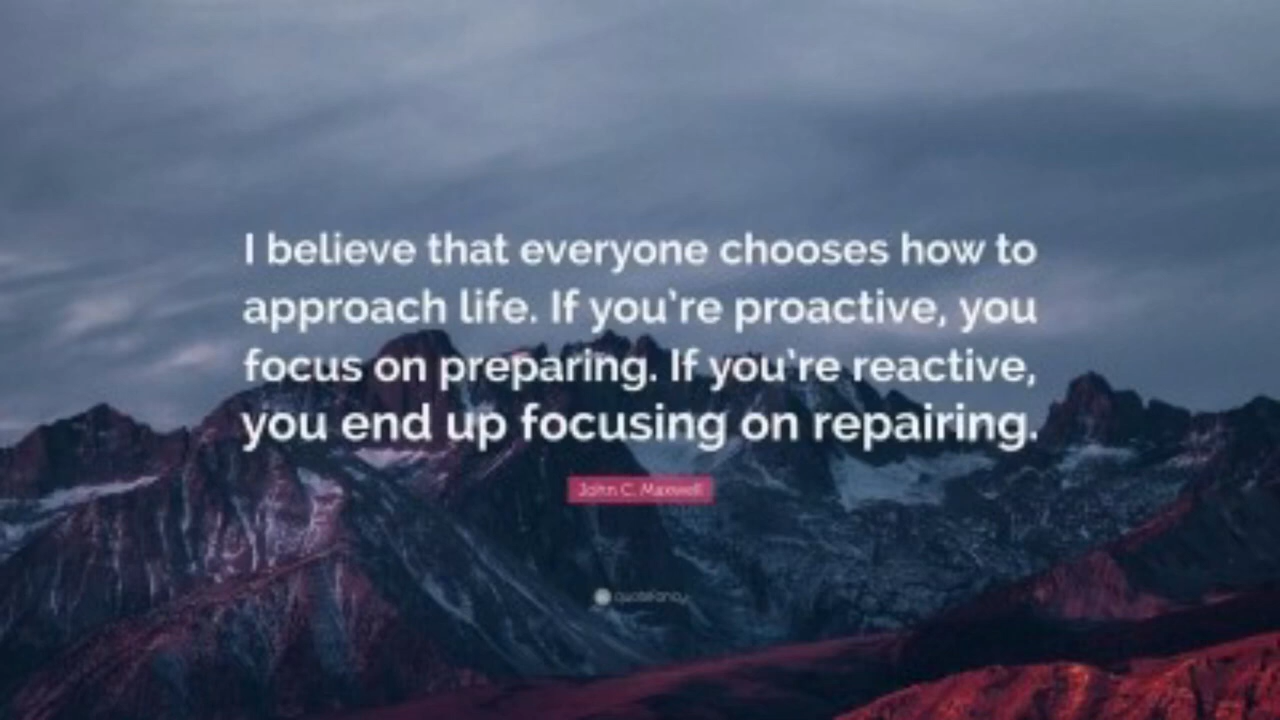 I believe that everyone chooses how to
approach life. If you're proactive, you
focus on preparing. If you're reactive,
you end up focusing on repairing.
John C. Maxwell
quotefancy